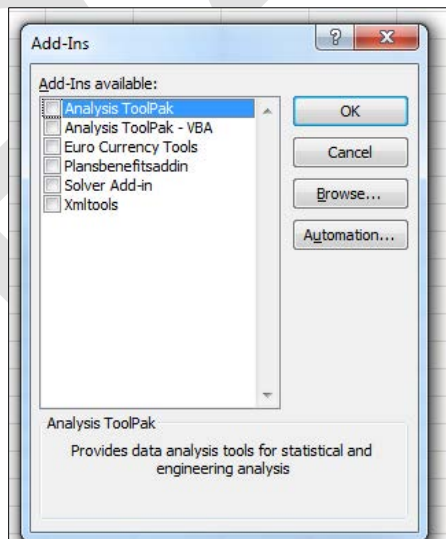 Add-Ins
Add-Ins available:
Analysis ToolPak
Analysis ToolPak - VBA
Euro Currency Tools
Plansbenefitsaddin
Solver Add-in
Xmltools
OK
Cancel
Browse...
Automation...
Analysis ToolPak
Provides data analysis tools for statistical and
engineering analysis